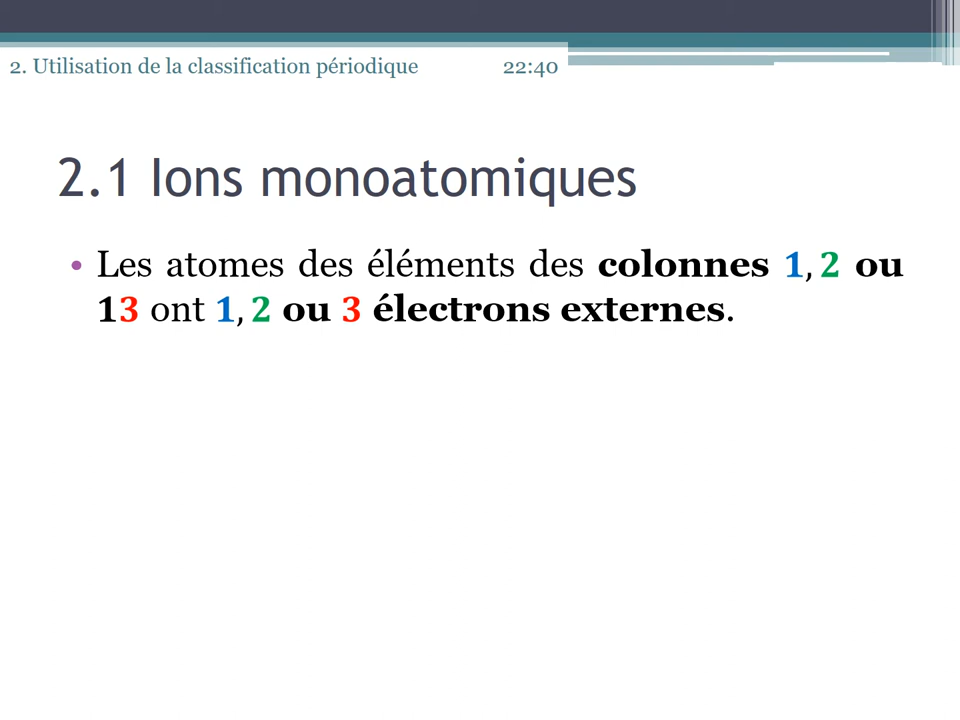 2. Utilisation de la classification périodique 22:40
2.1 Ions monoatomiques
• Les atomes des éléments des colonnes 1, 2 ou
13 ont 1, 2 ou 3 électrons externes.